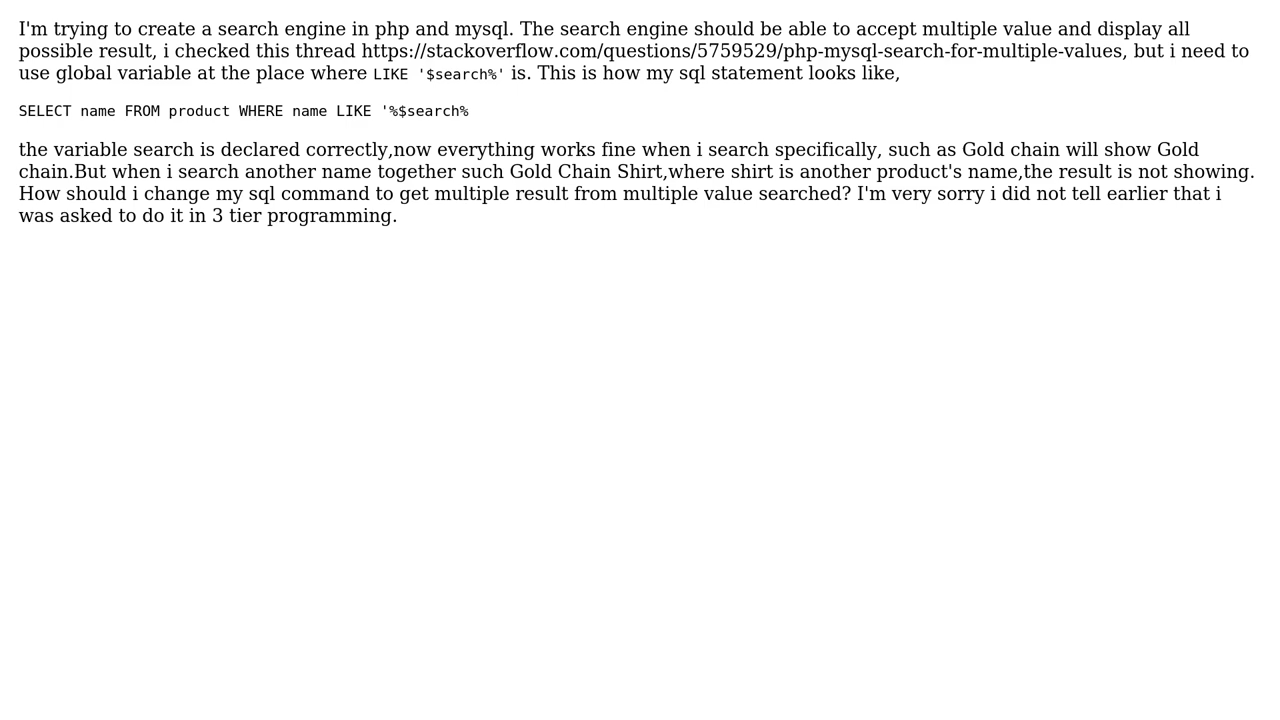 I'm trying to create a search engine in php and mysql. The search engine should be able to accept multiple value and display all
possible result, i checked this thread https://stackoverflow.com/questions/5759529/php-mysql-search-for-multiple-values, but i need to
use global variable at the place where LIKE '$search%' is. This is how my sql statement looks like,
SELECT name FROM product WHERE name LIKE '%$search%
the variable search is declared correctly,now everything works fine when i search specifically, such as Gold chain will show Gold
chain.But when i search another name together such Gold Chain Shirt,where shirt is another product's name,the result is not showing.
How should i change my sql command to get multiple result from multiple value searched? I'm very sorry i did not tell earlier that i
was asked to do it in 3 tier programming.